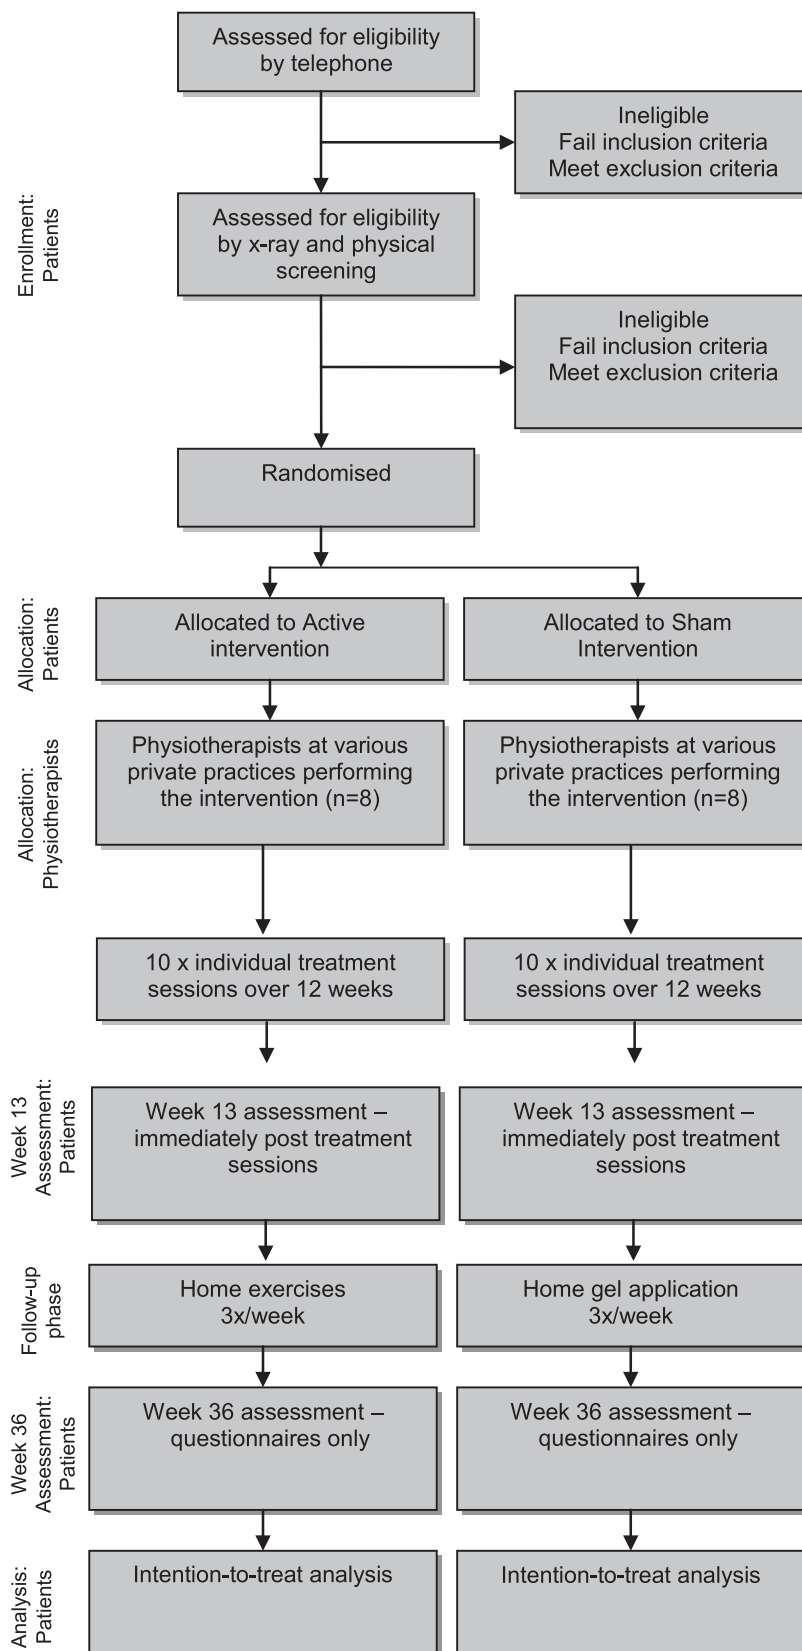 Assessed for eligibility
by telephone
Ineligible
Fail inclusion criteria
Meet exclusion criteria
Enrollment:
Patients
Assessed for eligibility
by x-ray and physical
screening
Ineligible
Fail inclusion criteria
Meet exclusion criteria
Randomised
Allocation:
Patients
Allocated to Active
intervention
Allocated to Sham
Intervention
Allocation:
Physiotherapists
Physiotherapists at various
private practices performing
the intervention (n=8)
Physiotherapists at various
private practices performing
the intervention (n=8)
10 x individual treatment
sessions over 12 weeks
10 x individual treatment
sessions over 12 weeks
Week 13
Assessment:
Patients
Week 13 assessment –
immediately post treatment
sessions
Week 13 assessment –
immediately post treatment
sessions
Follow-up
phase
Home exercises
3x/week
Home gel application
3x/week
Week 36
Assessment:
Patients
Week 36 assessment –
questionnaires only
Week 36 assessment –
questionnaires only
Analysis:
Patients
Intention-to-treat analysis
Intention-to-treat analysis